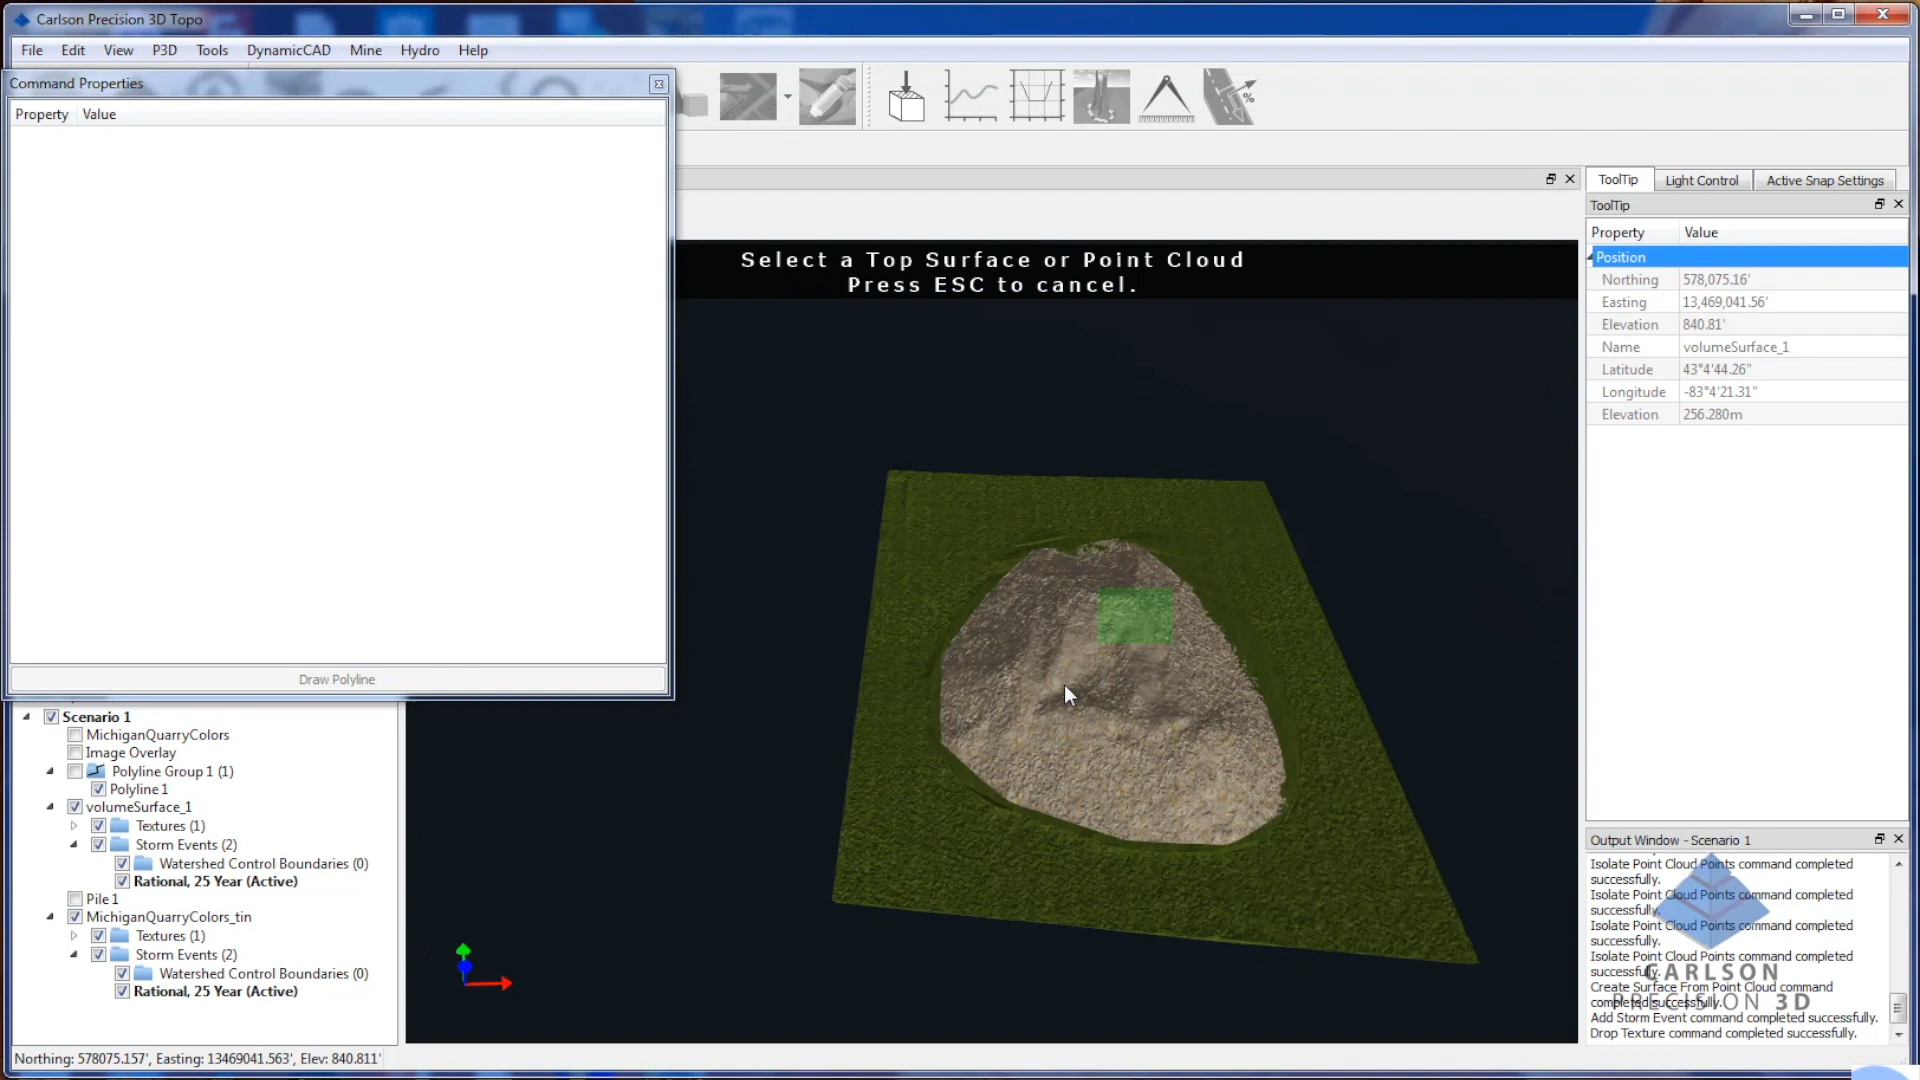 Carlson Precision 3D Topo
File Edit View P3D Tools DynamicCAD Mine Hydro Help
Command Properties
Property Value
Draw Polyline
%
Select a Top Surface or Point Cloud
Press ESC to cancel.
ToolTip Light Control Active Snap Settings
ToolTip
Property Value
Position
Northing 578,075.16'
Easting 13,469,041.56'
Elevation 840.81'
Name volumeSurface_1
Latitude 43°4'44.26"
Longitude -83°4'21.31"
Elevation 256.280m
Scenario 1
MichiganQuarryColors
Image Overlay
Polyline Group 1 (1)
Polyline 1
volumeSurface_1
Textures (1)
Storm Events (2)
Watershed Control Boundaries (0)
Rational, 25 Year (Active)
Pile 1
MichiganQuarryColors_tin
Textures (1)
Storm Events (2)
Watershed Control Boundaries (0)
Rational, 25 Year (Active)
Output Window - Scenario 1
Isolate Point Cloud Points command completed
successfully.
Isolate Point Cloud Points command completed
successfully.
Isolate Point Cloud Points command completed
successfully.
Isolate Point Cloud Points command completed
successfully.
Create Surface From Point Cloud command
completed successfully.
Add Storm Event command completed successfully.
Drop Texture command completed successfully.
CARLSON
PRECISION 3D
Northing: 578075.157', Easting: 13469041.563', Elev: 840.811'